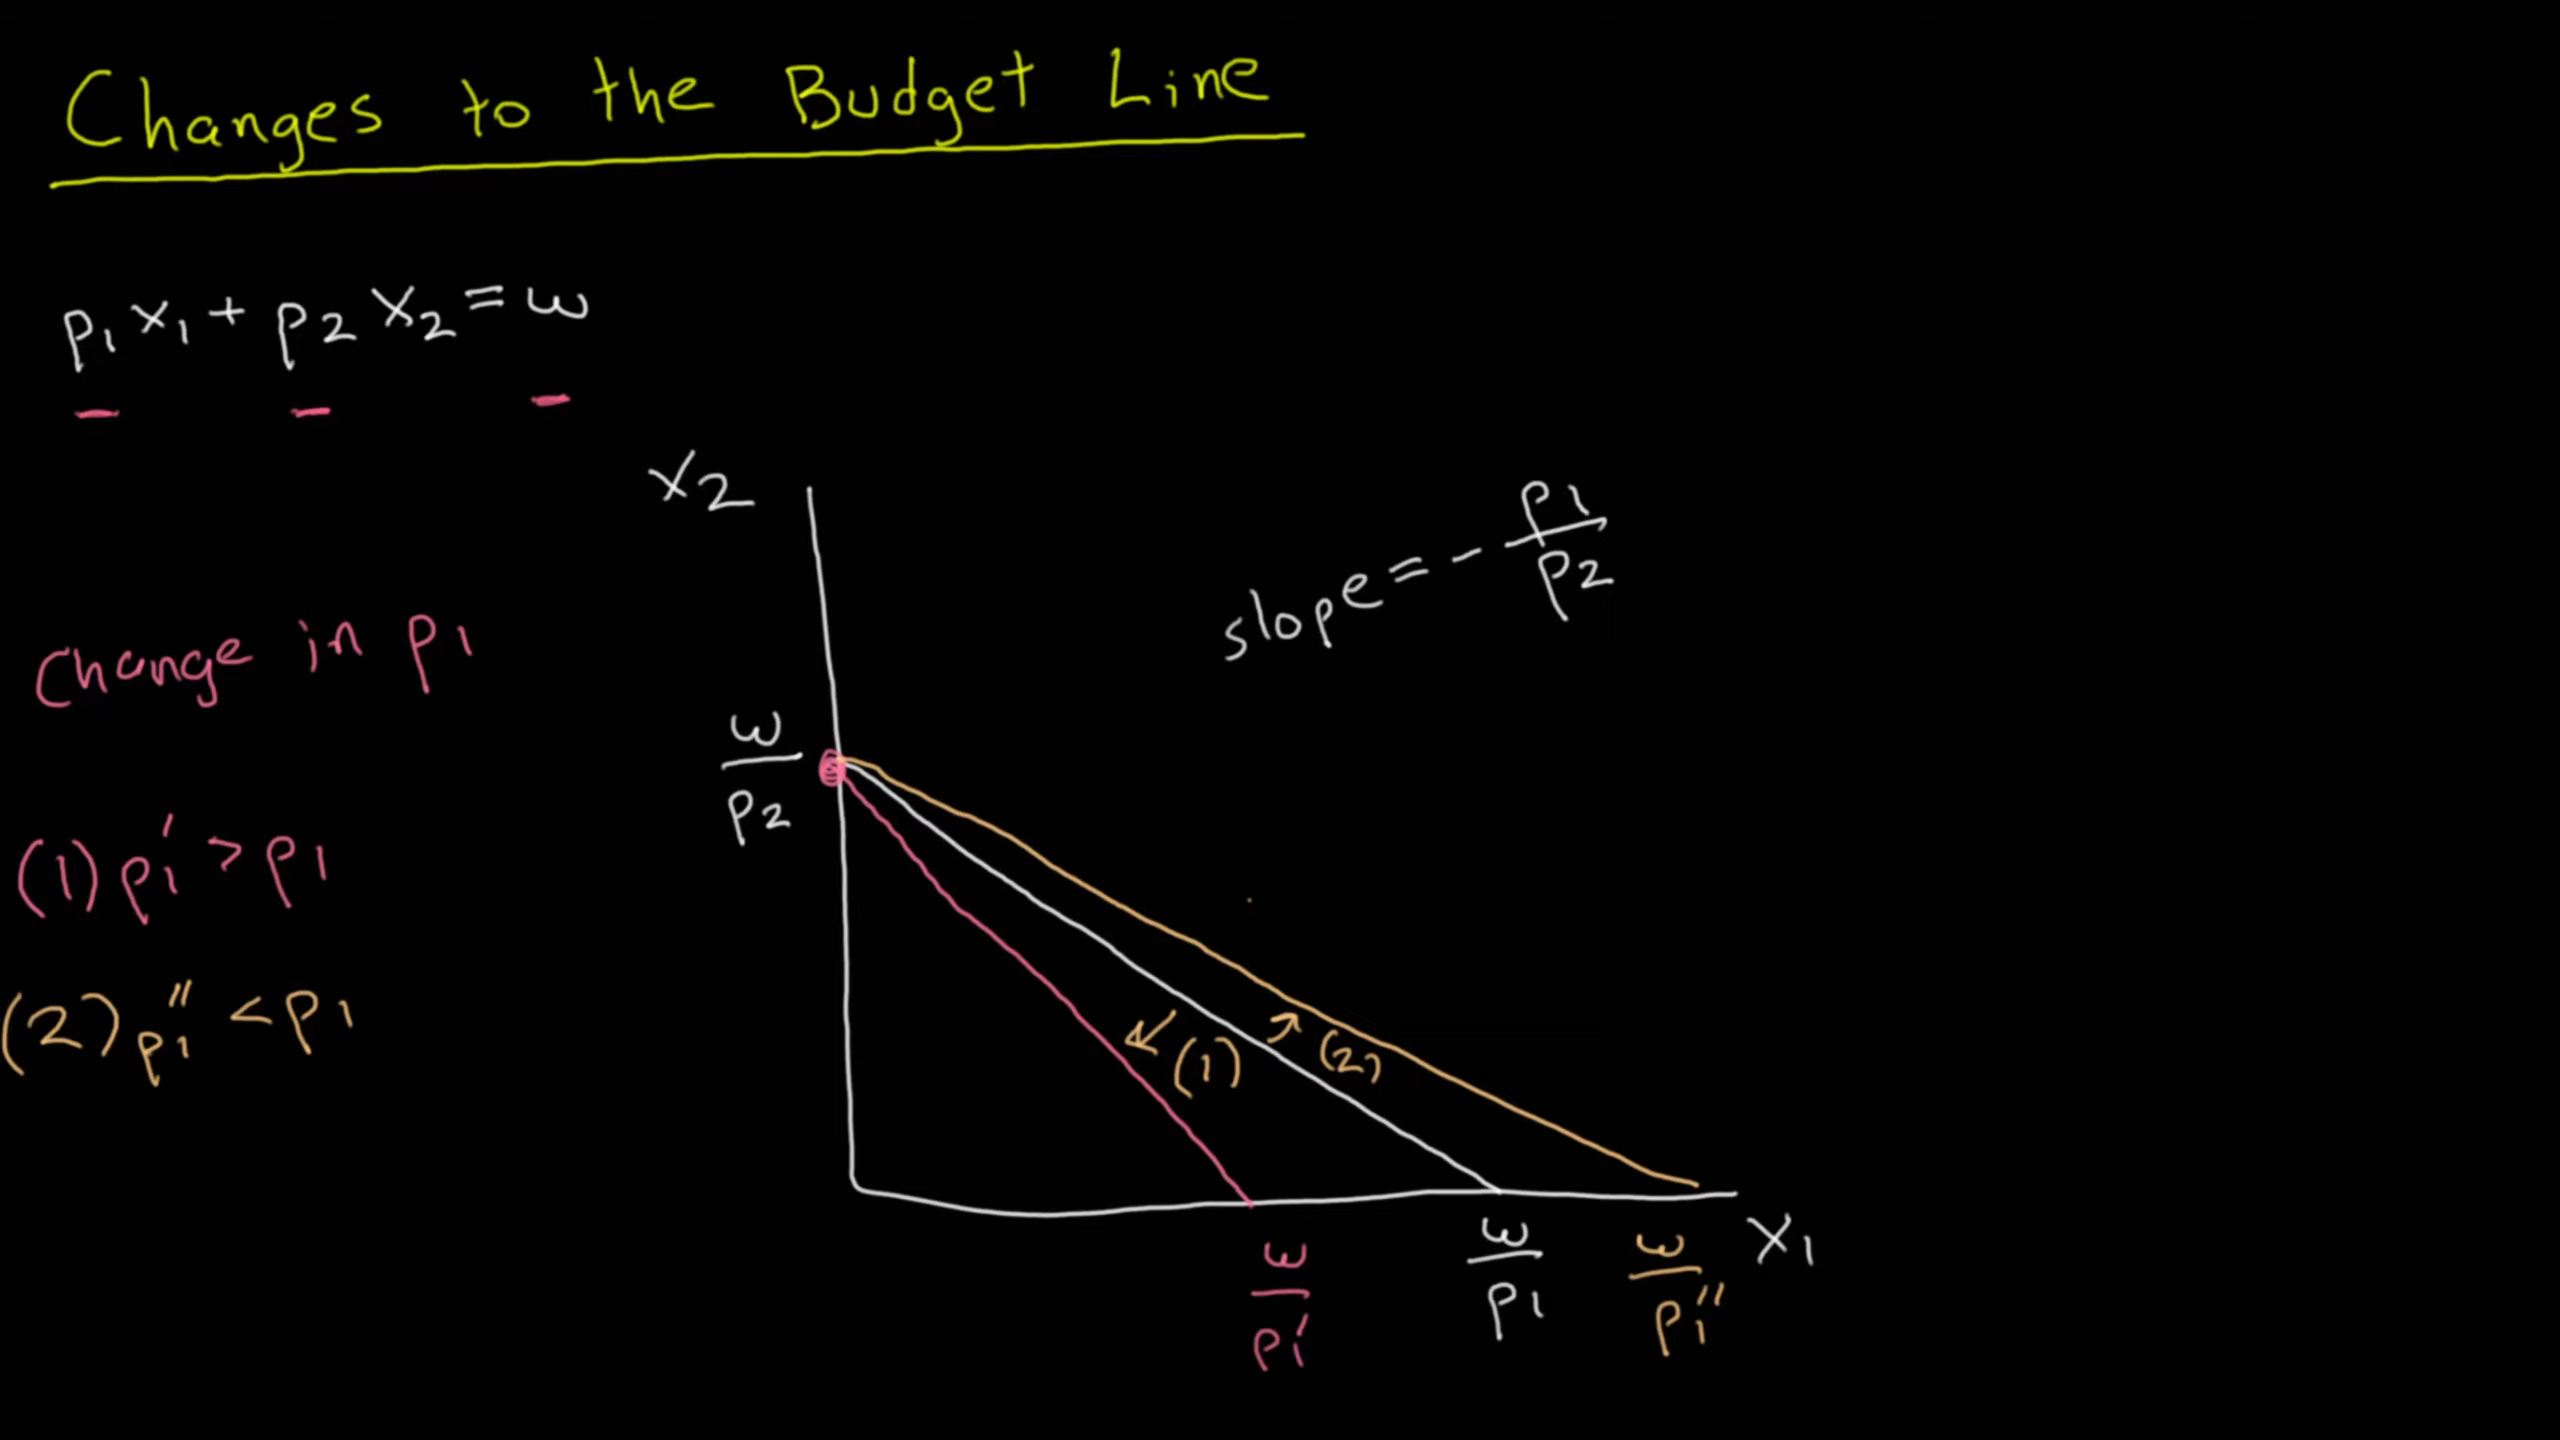 Changes to the Budget Line
p₁x₁ + p₂x₂ = ω
x₂
slope = - p₁/p₂
Change in p₁
ω/p₂
(1) p₁' > p₁
(2) p₁'' < p₁
(1) (2)
ω/p₁' ω/p₁ ω/p₁'' x₁